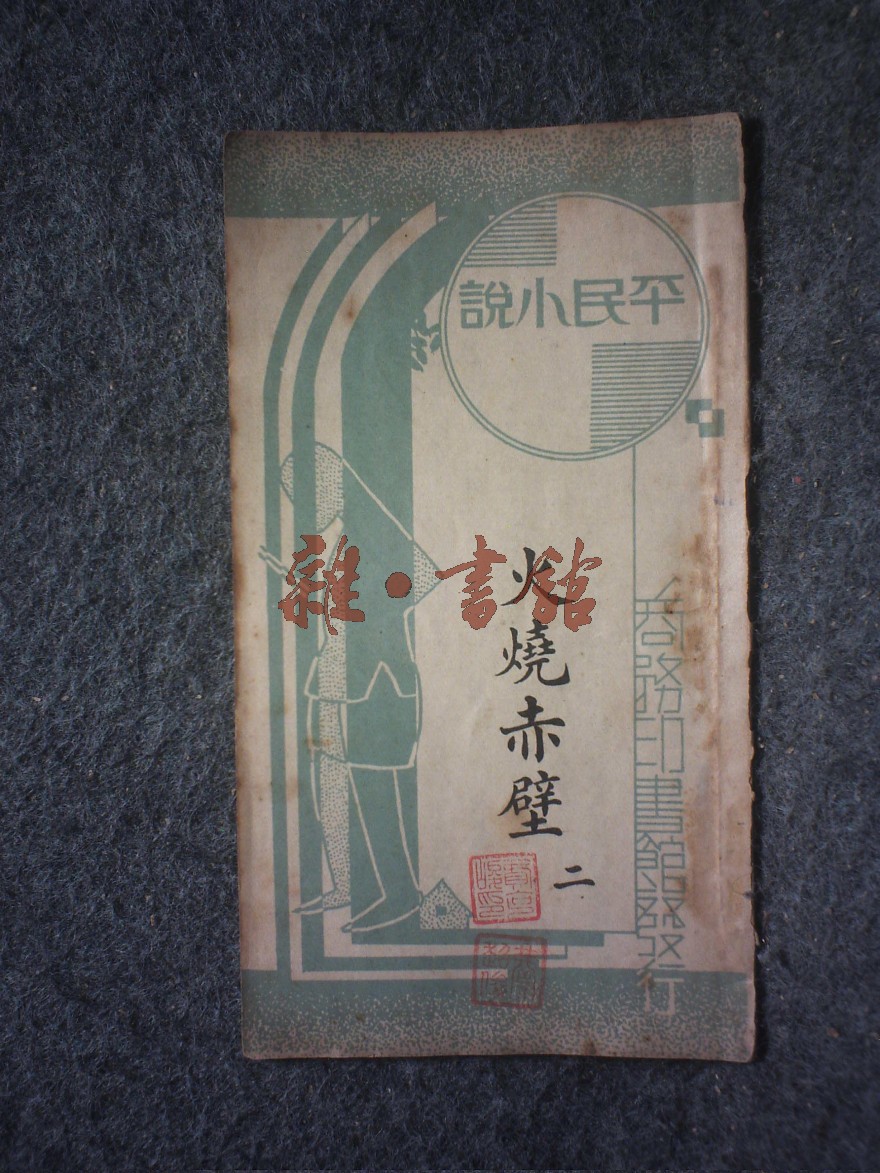 平民小說
火燒赤壁
二
商務印書館發行
雜·書館